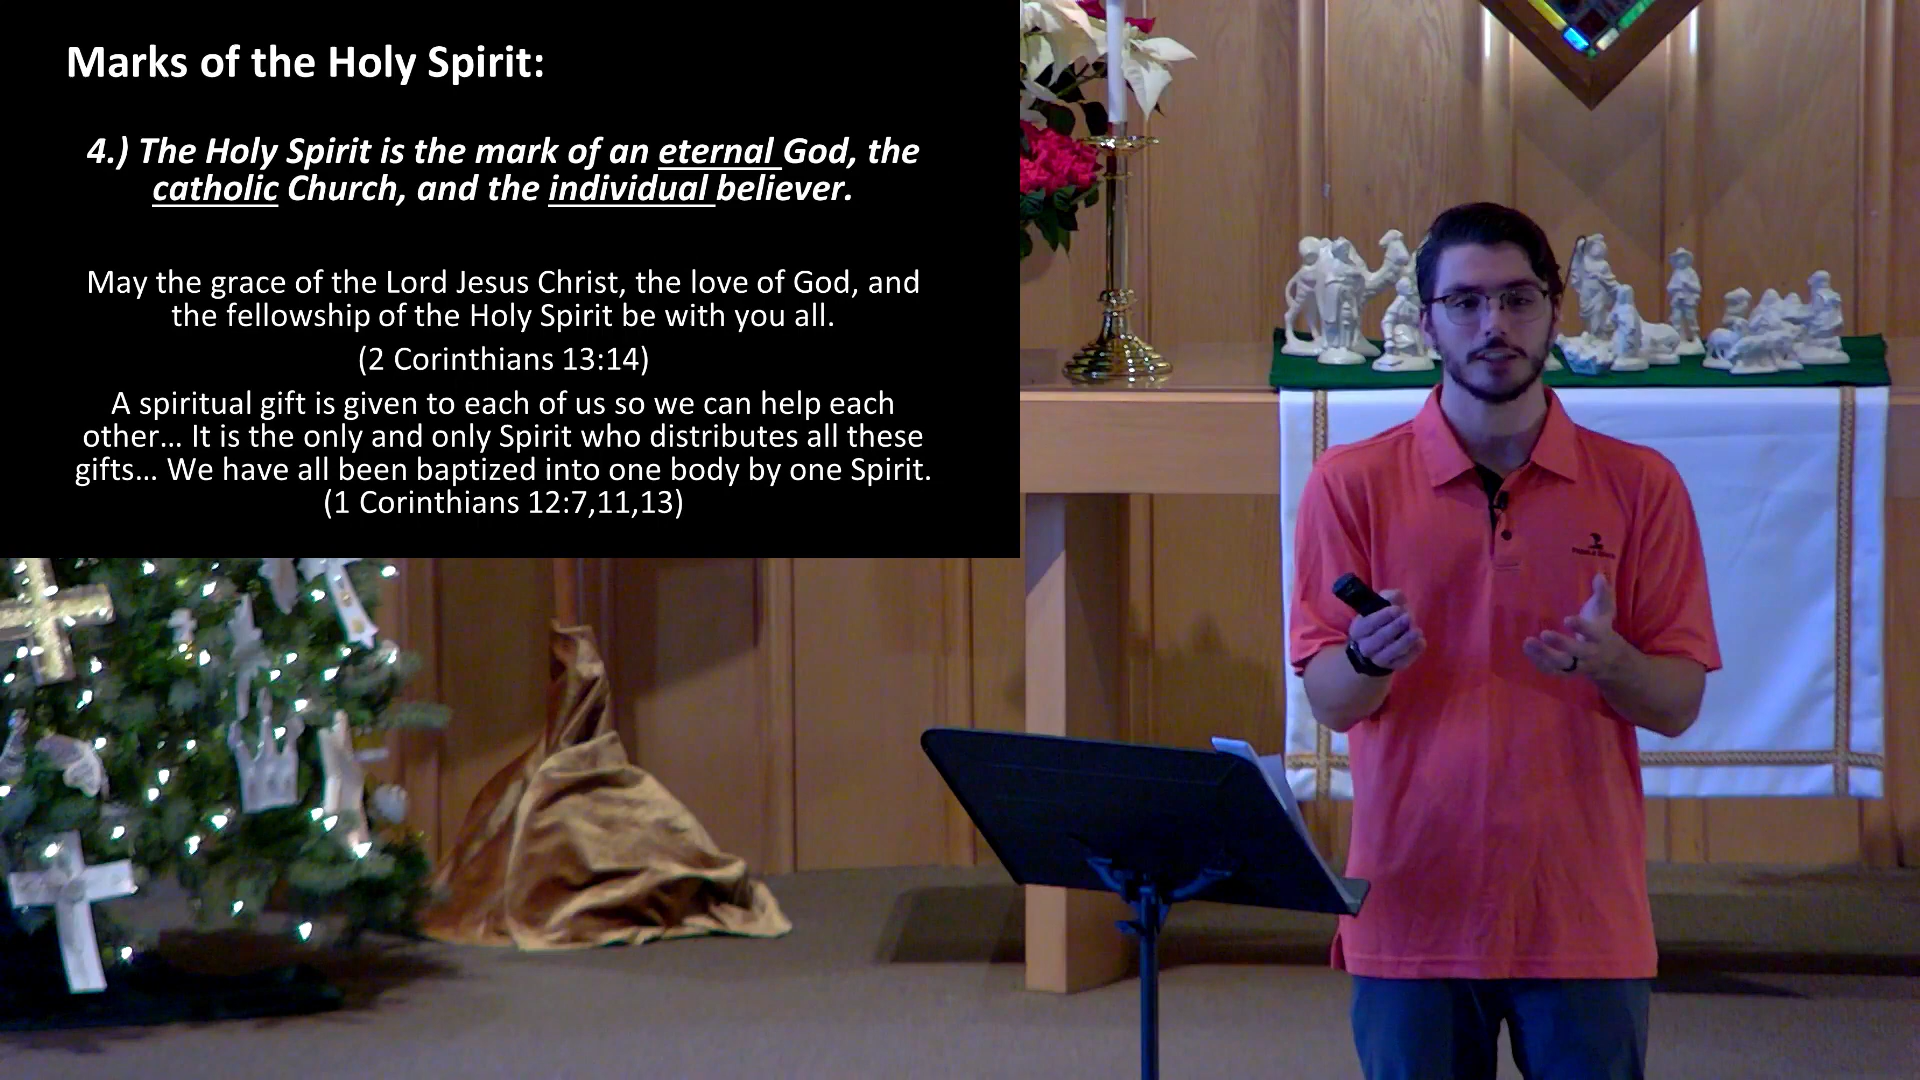 Marks of the Holy Spirit:
4.) The Holy Spirit is the mark of an eternal God, the
catholic Church, and the individual believer.
May the grace of the Lord Jesus Christ, the love of God, and
the fellowship of the Holy Spirit be with you all.
(2 Corinthians 13:14)
A spiritual gift is given to each of us so we can help each
other... It is the only and only Spirit who distributes all these
gifts... We have all been baptized into one body by one Spirit.
(1 Corinthians 12:7,11,13)